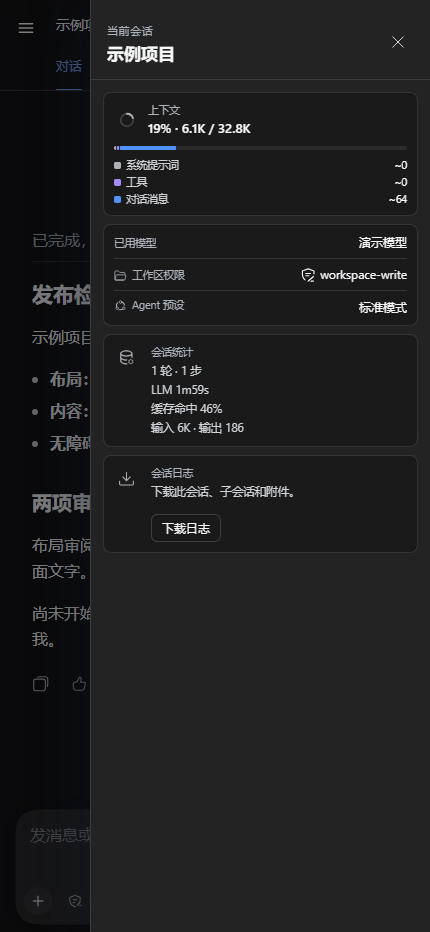 当前会话
示例项目
上下文
19% · 6.1K / 32.8K
系统提示词 ~0
工具 ~0
对话消息 ~64
已用模型 演示模型
工作区权限 workspace-write
Agent 预设 标准模式
会话统计
1 轮 · 1 步
LLM 1m59s
缓存命中 46%
输入 6K · 输出 186
会话日志
下载此会话、子会话和附件。
下载日志
示例项
对话
已完成，
发布检
示例项目
布局：
内容：
无障碍
两项审
布局审阅
面文字。
尚未开始
我。
发消息或